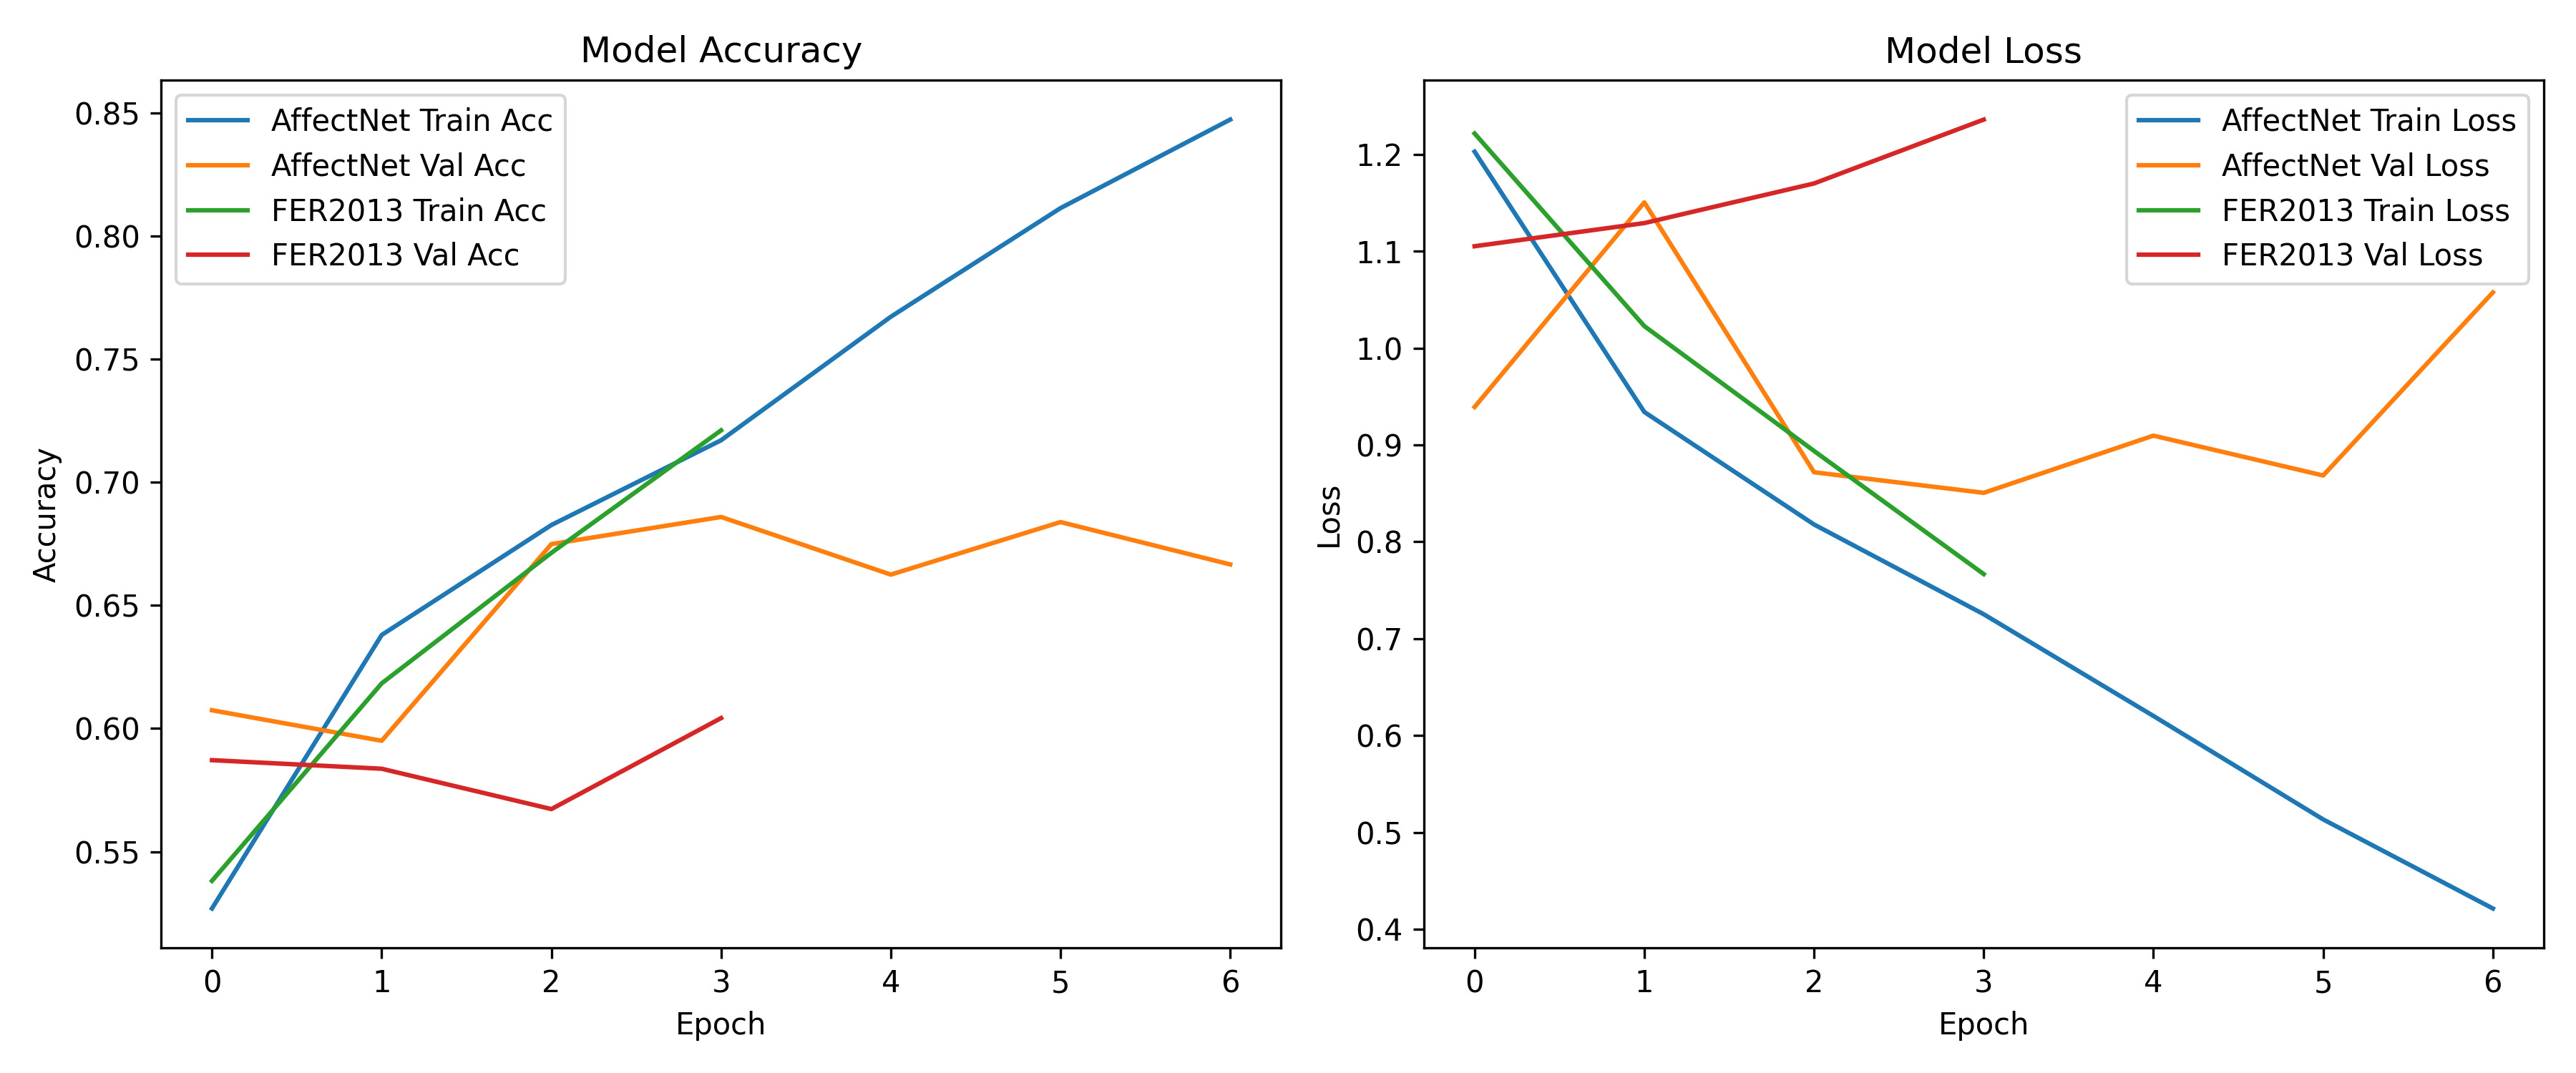 Model Accuracy
AffectNet Train Acc
AffectNet Val Acc
FER2013 Train Acc
FER2013 Val Acc
0.85
0.80
0.75
0.70
0.65
0.60
0.55
Accuracy
0 1 2 3 4 5 6
Epoch
Model Loss
AffectNet Train Loss
AffectNet Val Loss
FER2013 Train Loss
FER2013 Val Loss
1.2
1.1
1.0
0.9
0.8
0.7
0.6
0.5
0.4
Loss
0 1 2 3 4 5 6
Epoch